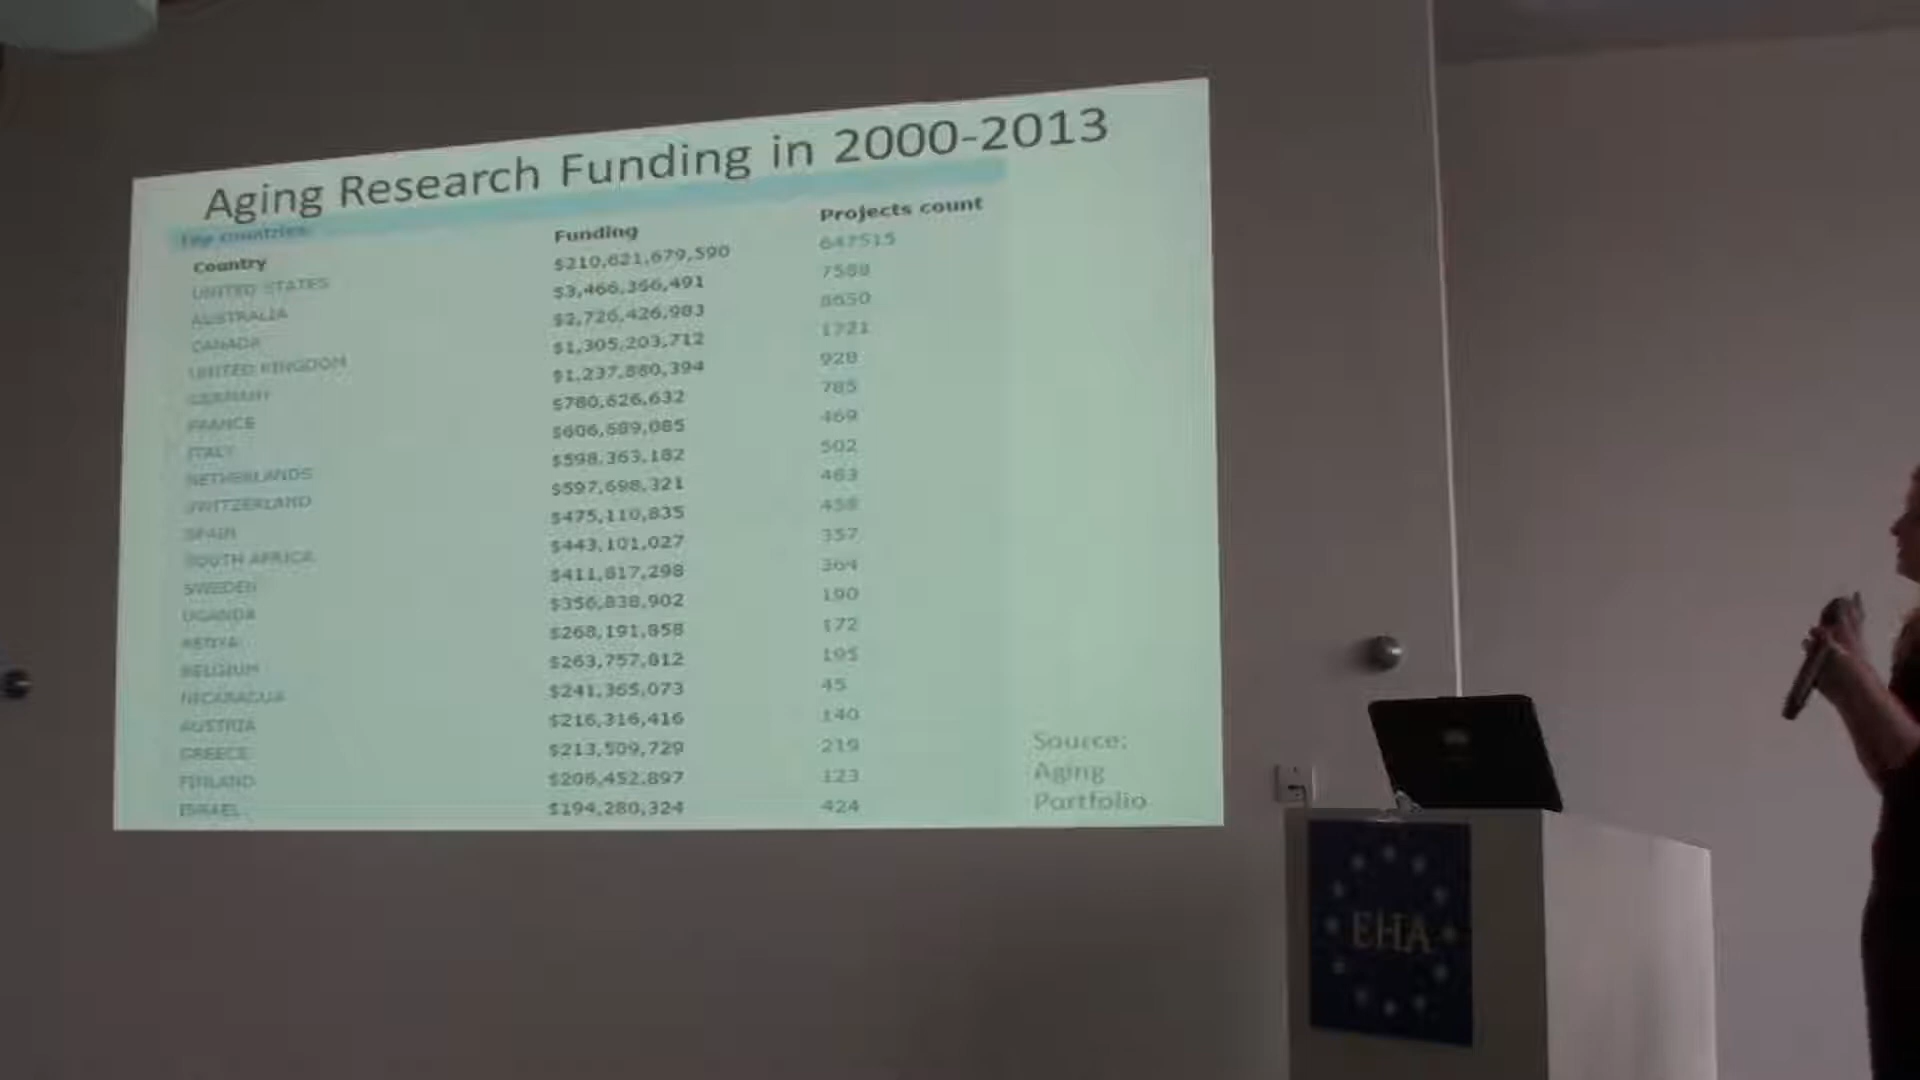 Aging Research Funding in 2000-2013
Top countries:
Country Funding Projects count
UNITED STATES $210,621,679,590 647515
AUSTRALIA $3,466,366,491 7588
CANADA $2,726,426,983 8650
UNITED KINGDOM $1,305,203,712 1721
GERMANY $1,237,880,394 928
FRANCE $780,626,632 785
ITALY $606,689,085 469
NETHERLANDS $598,363,182 502
SWITZERLAND $597,698,321 483
SPAIN $475,110,835 458
SOUTH AFRICA $443,101,027 357
SWEDEN $411,817,298 364
UGANDA $356,838,902 190
KENYA $268,191,858 172
BELGIUM $263,757,812 195
NICARAGUA $241,365,073 45
AUSTRIA $216,316,416 140
GREECE $213,509,729 219
FINLAND $206,452,897 123
ISRAEL $194,280,324 424
Source:
Aging
Portfolio
EHA